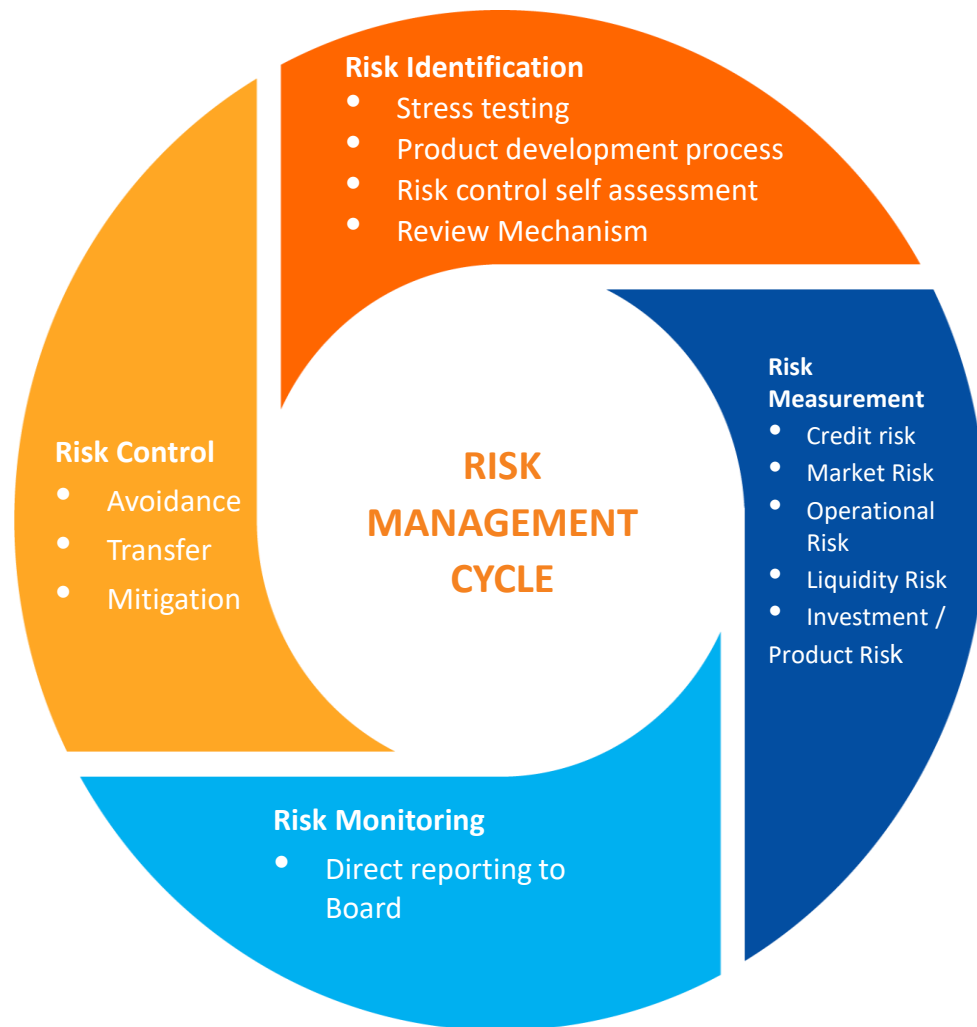 Risk Identification
• Stress testing
• Product development process
• Risk control self assessment
• Review Mechanism
Risk
Measurement
• Credit risk
• Market Risk
• Operational
Risk
• Liquidity Risk
• Investment /
Product Risk
Risk Control
• Avoidance
• Transfer
• Mitigation
RISK
MANAGEMENT
CYCLE
Risk Monitoring
• Direct reporting to
Board